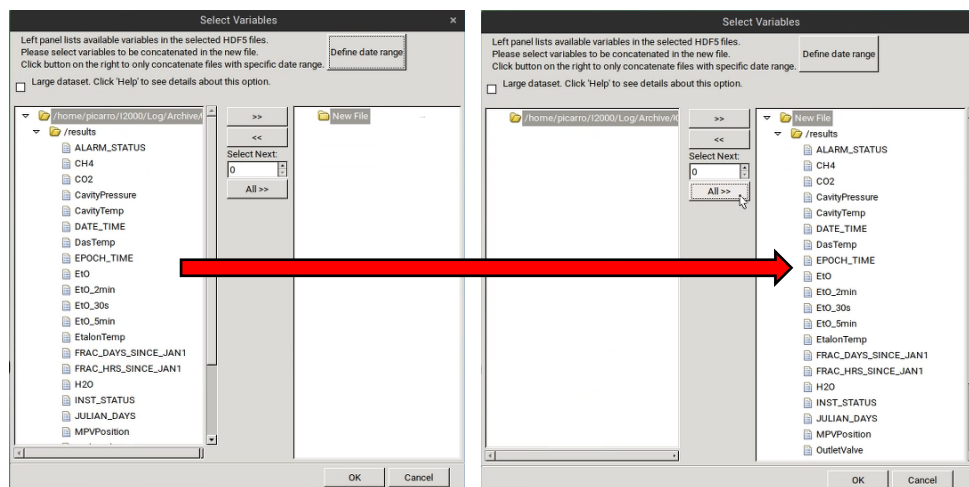 Select Variables
×
Left panel lists available variables in the selected HDF5 files.
Please select variables to be concatenated in the new file.
Click button on the right to only concatenate files with specific date range.
Define date range
Large dataset. Click 'Help' to see details about this option.
/home/picarro/I2000/Log/Archive/
/results
ALARM_STATUS
CH4
CO2
CavityPressure
CavityTemp
DATE_TIME
DasTemp
EPOCH_TIME
EtO
EtO_2min
EtO_30s
EtO_5min
EtalonTemp
FRAC_DAYS_SINCE_JAN1
FRAC_HRS_SINCE_JAN1
H2O
INST_STATUS
JULIAN_DAYS
MPVPosition
>>
<<
Select Next:
0
All >>
New File
OK
Cancel
Select Variables
Left panel lists available variables in the selected HDF5 files.
Please select variables to be concatenated in the new file.
Click button on the right to only concatenate files with specific date range.
Define date range
Large dataset. Click 'Help' to see details about this option.
/home/picarro/I2000/Log/Archive/
>>
<<
Select Next:
0
All >>
New File
/results
ALARM_STATUS
CH4
CO2
CavityPressure
CavityTemp
DATE_TIME
DasTemp
EPOCH_TIME
EtO
EtO_2min
EtO_30s
EtO_5min
EtalonTemp
FRAC_DAYS_SINCE_JAN1
FRAC_HRS_SINCE_JAN1
H2O
INST_STATUS
JULIAN_DAYS
MPVPosition
OutletValve
OK
Cancel